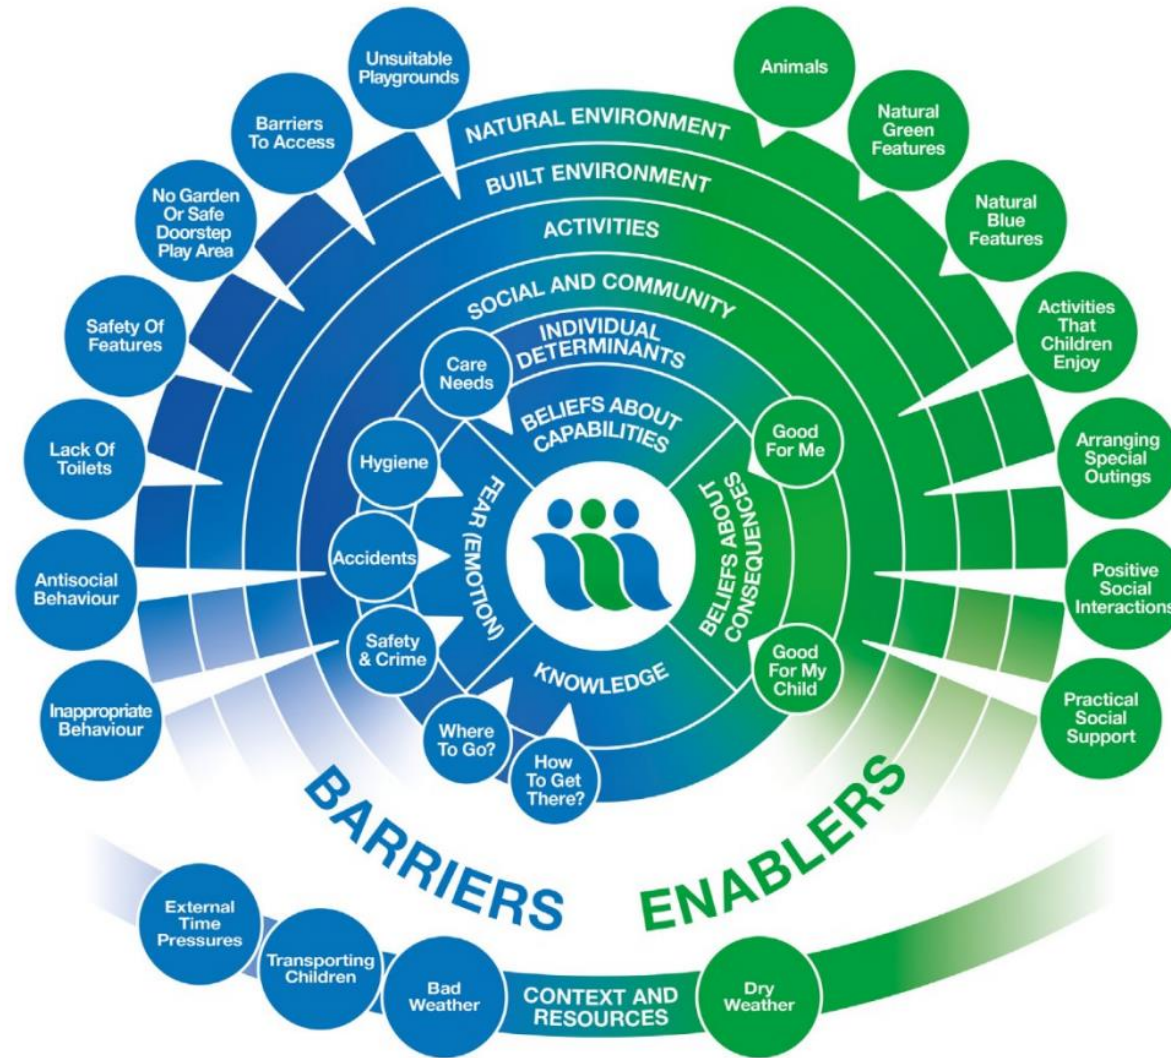 Unsuitable
Playgrounds
Barriers
To Access
No Garden
Or Safe
Doorstep
Play Area
Safety Of
Features
Lack Of
Toilets
Antisocial
Behaviour
Inappropriate
Behaviour
Animals
Natural
Green
Features
Natural
Blue
Features
Activities
That
Children
Enjoy
Arranging
Special
Outings
Positive
Social
Interactions
Practical
Social
Support
NATURAL ENVIRONMENT
BUILT ENVIRONMENT
ACTIVITIES
SOCIAL AND COMMUNITY
INDIVIDUAL
DETERMINANTS
BELIEFS ABOUT
CAPABILITIES
Care
Needs
Hygiene
Accidents
Safety
& Crime
FEAR (EMOTION)
Good
For Me
BELIEFS ABOUT
CONSEQUENCES
Good
For My
Child
KNOWLEDGE
Where
To Go?
How
To Get
There?
BARRIERS
ENABLERS
External
Time
Pressures
Transporting
Children
Bad
Weather
CONTEXT AND
RESOURCES
Dry
Weather